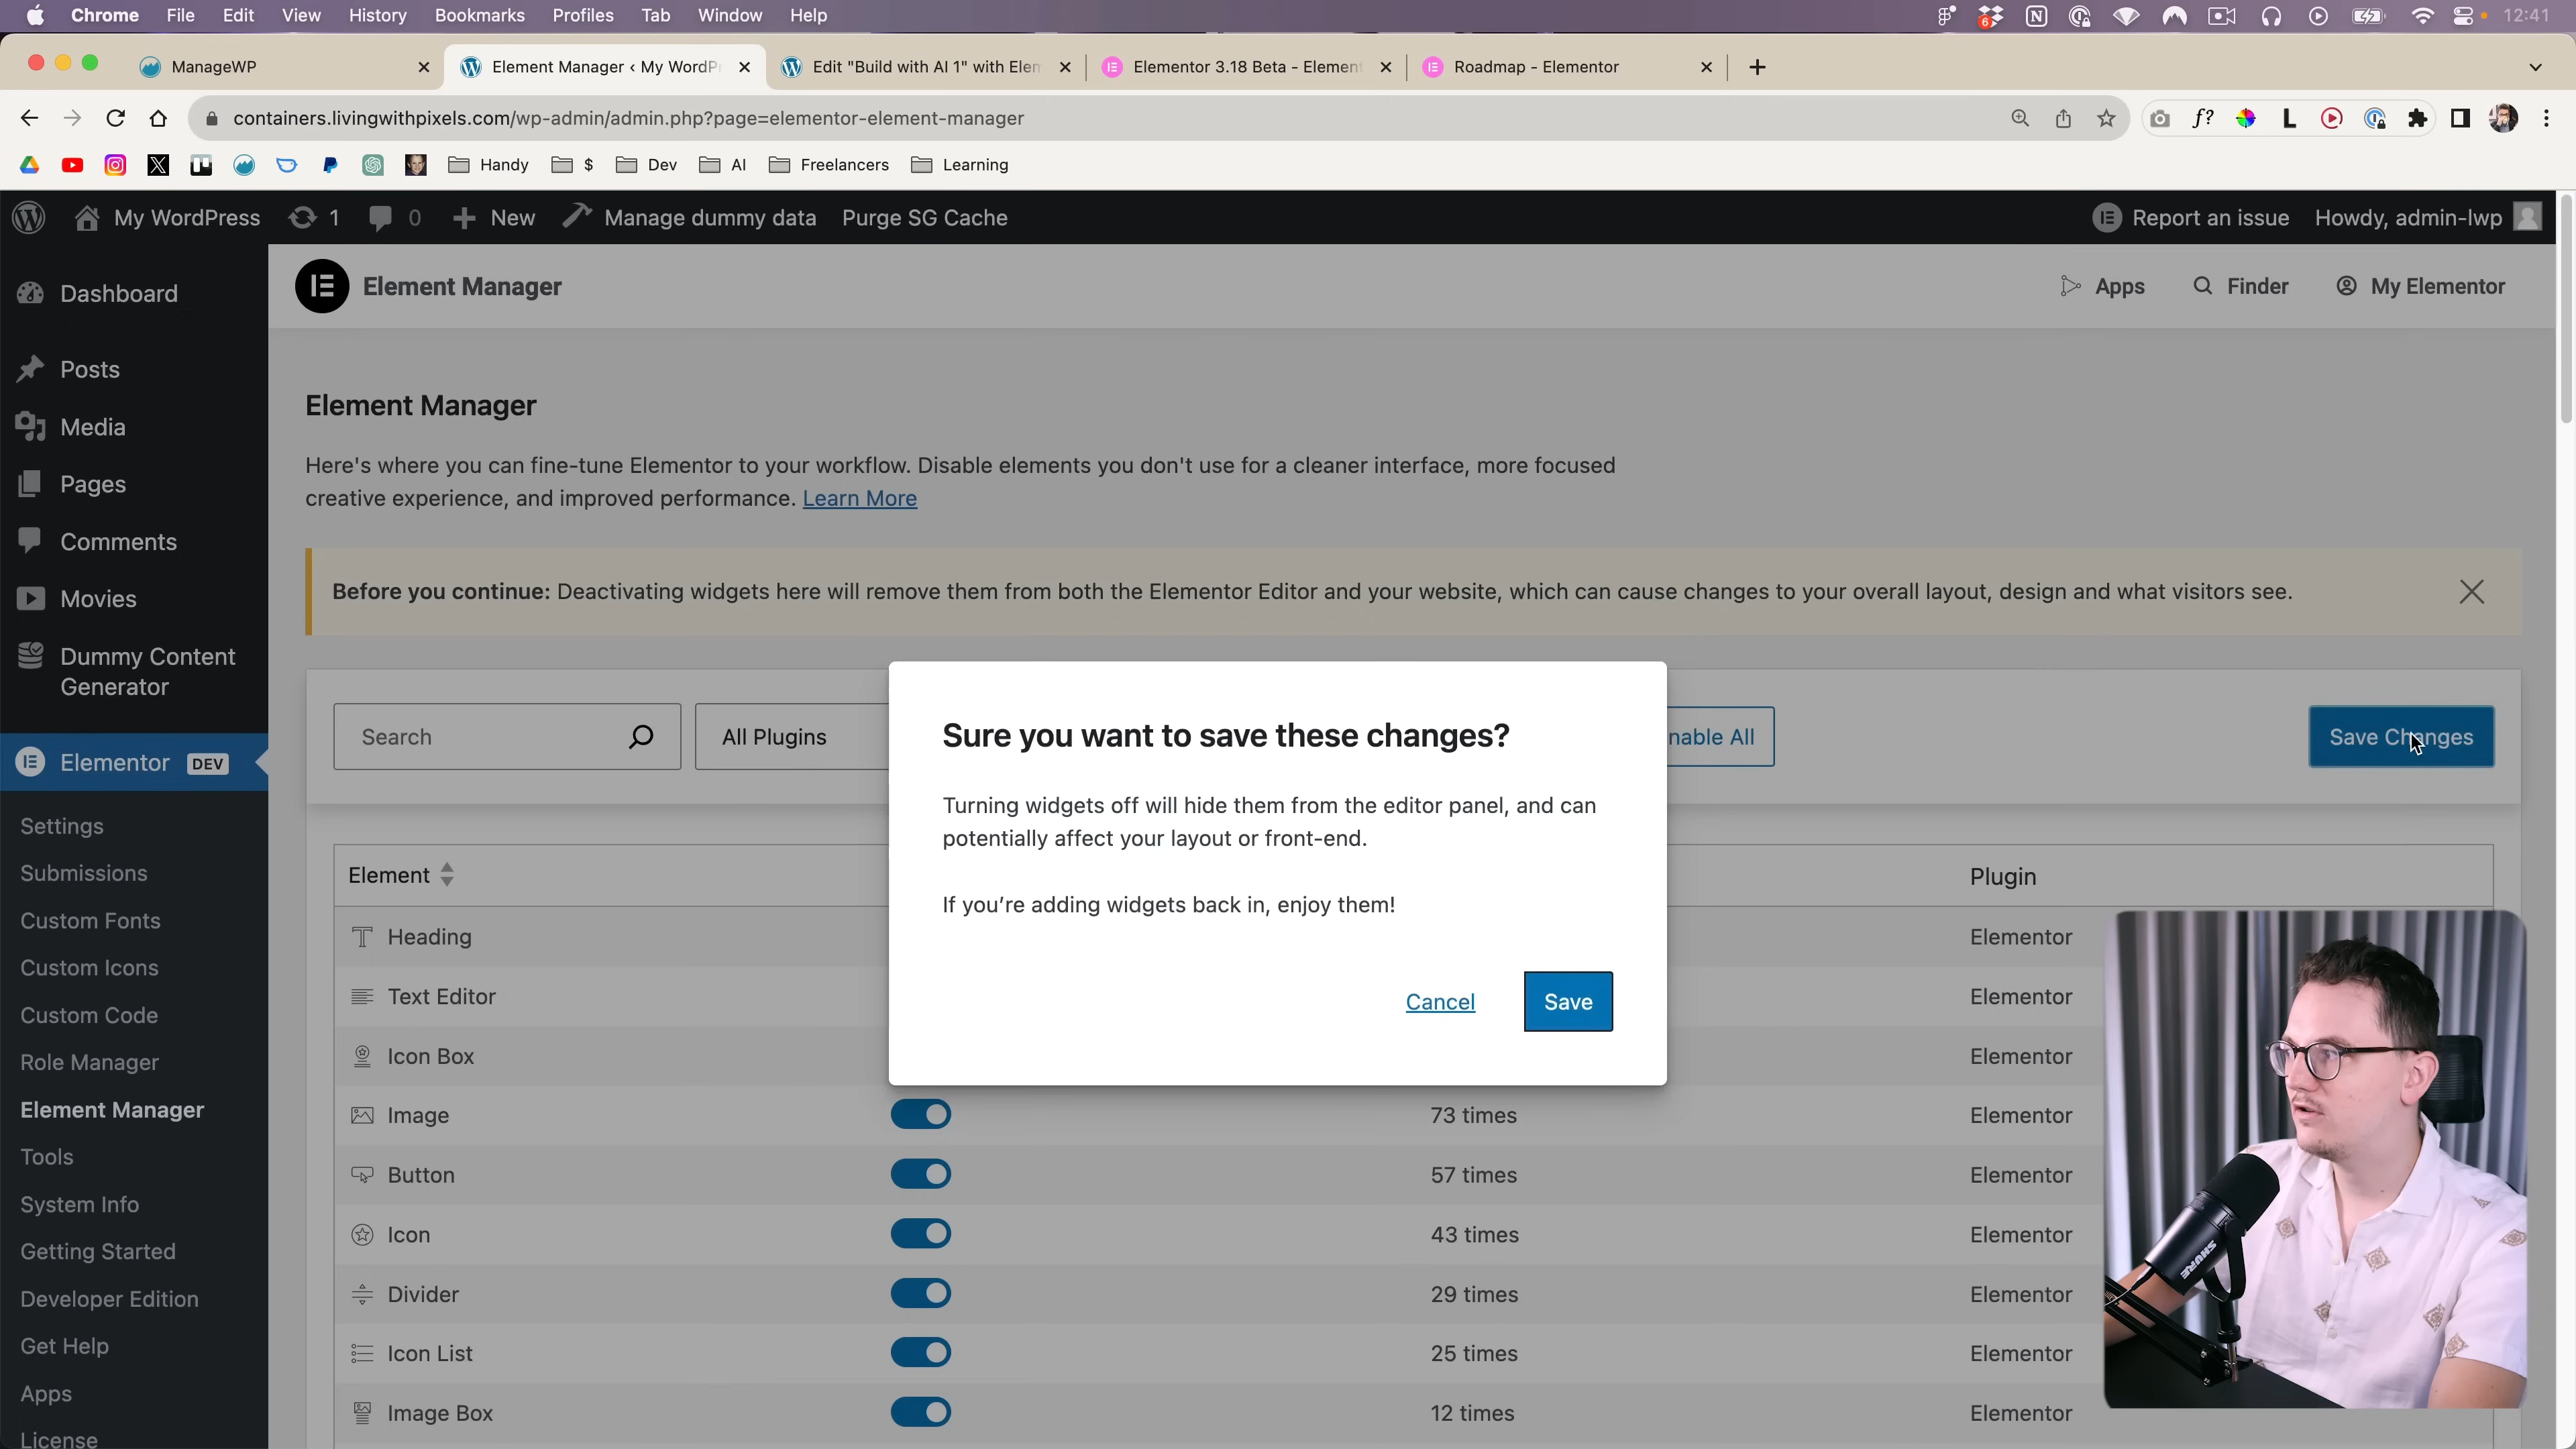 Chrome File Edit View History Bookmarks Profiles Tab Window Help 6 12:41
ManageWP Element Manager ‹ My WordP Edit "Build with AI 1" with Elem Elementor 3.18 Beta - Element Roadmap - Elementor
containers.livingwithpixels.com/wp-admin/admin.php?page=elementor-element-manager f? L
Handy $ Dev AI Freelancers Learning
My WordPress 1 0 New Manage dummy data Purge SG Cache Report an issue Howdy, admin-lwp
Dashboard
Posts
Media
Pages
Comments
Movies
Dummy Content
Generator
Elementor DEV
Settings
Submissions
Custom Fonts
Custom Icons
Custom Code
Role Manager
Element Manager
Tools
System Info
Getting Started
Developer Edition
Get Help
Apps
License
Element Manager Apps Finder My Elementor
Element Manager
Here's where you can fine-tune Elementor to your workflow. Disable elements you don't use for a cleaner interface, more focused
creative experience, and improved performance. Learn More
Before you continue: Deactivating widgets here will remove them from both the Elementor Editor and your website, which can cause changes to your overall layout, design and what visitors see.
Search All Plugins nable All Save Changes
Sure you want to save these changes?
Turning widgets off will hide them from the editor panel, and can
potentially affect your layout or front-end.
If you're adding widgets back in, enjoy them!
Cancel Save
Element Plugin
Heading Elementor
Text Editor Elementor
Icon Box Elementor
Image 73 times Elementor
Button 57 times Elementor
Icon 43 times Elementor
Divider 29 times Elementor
Icon List 25 times Elementor
Image Box 12 times Elementor
SHURE